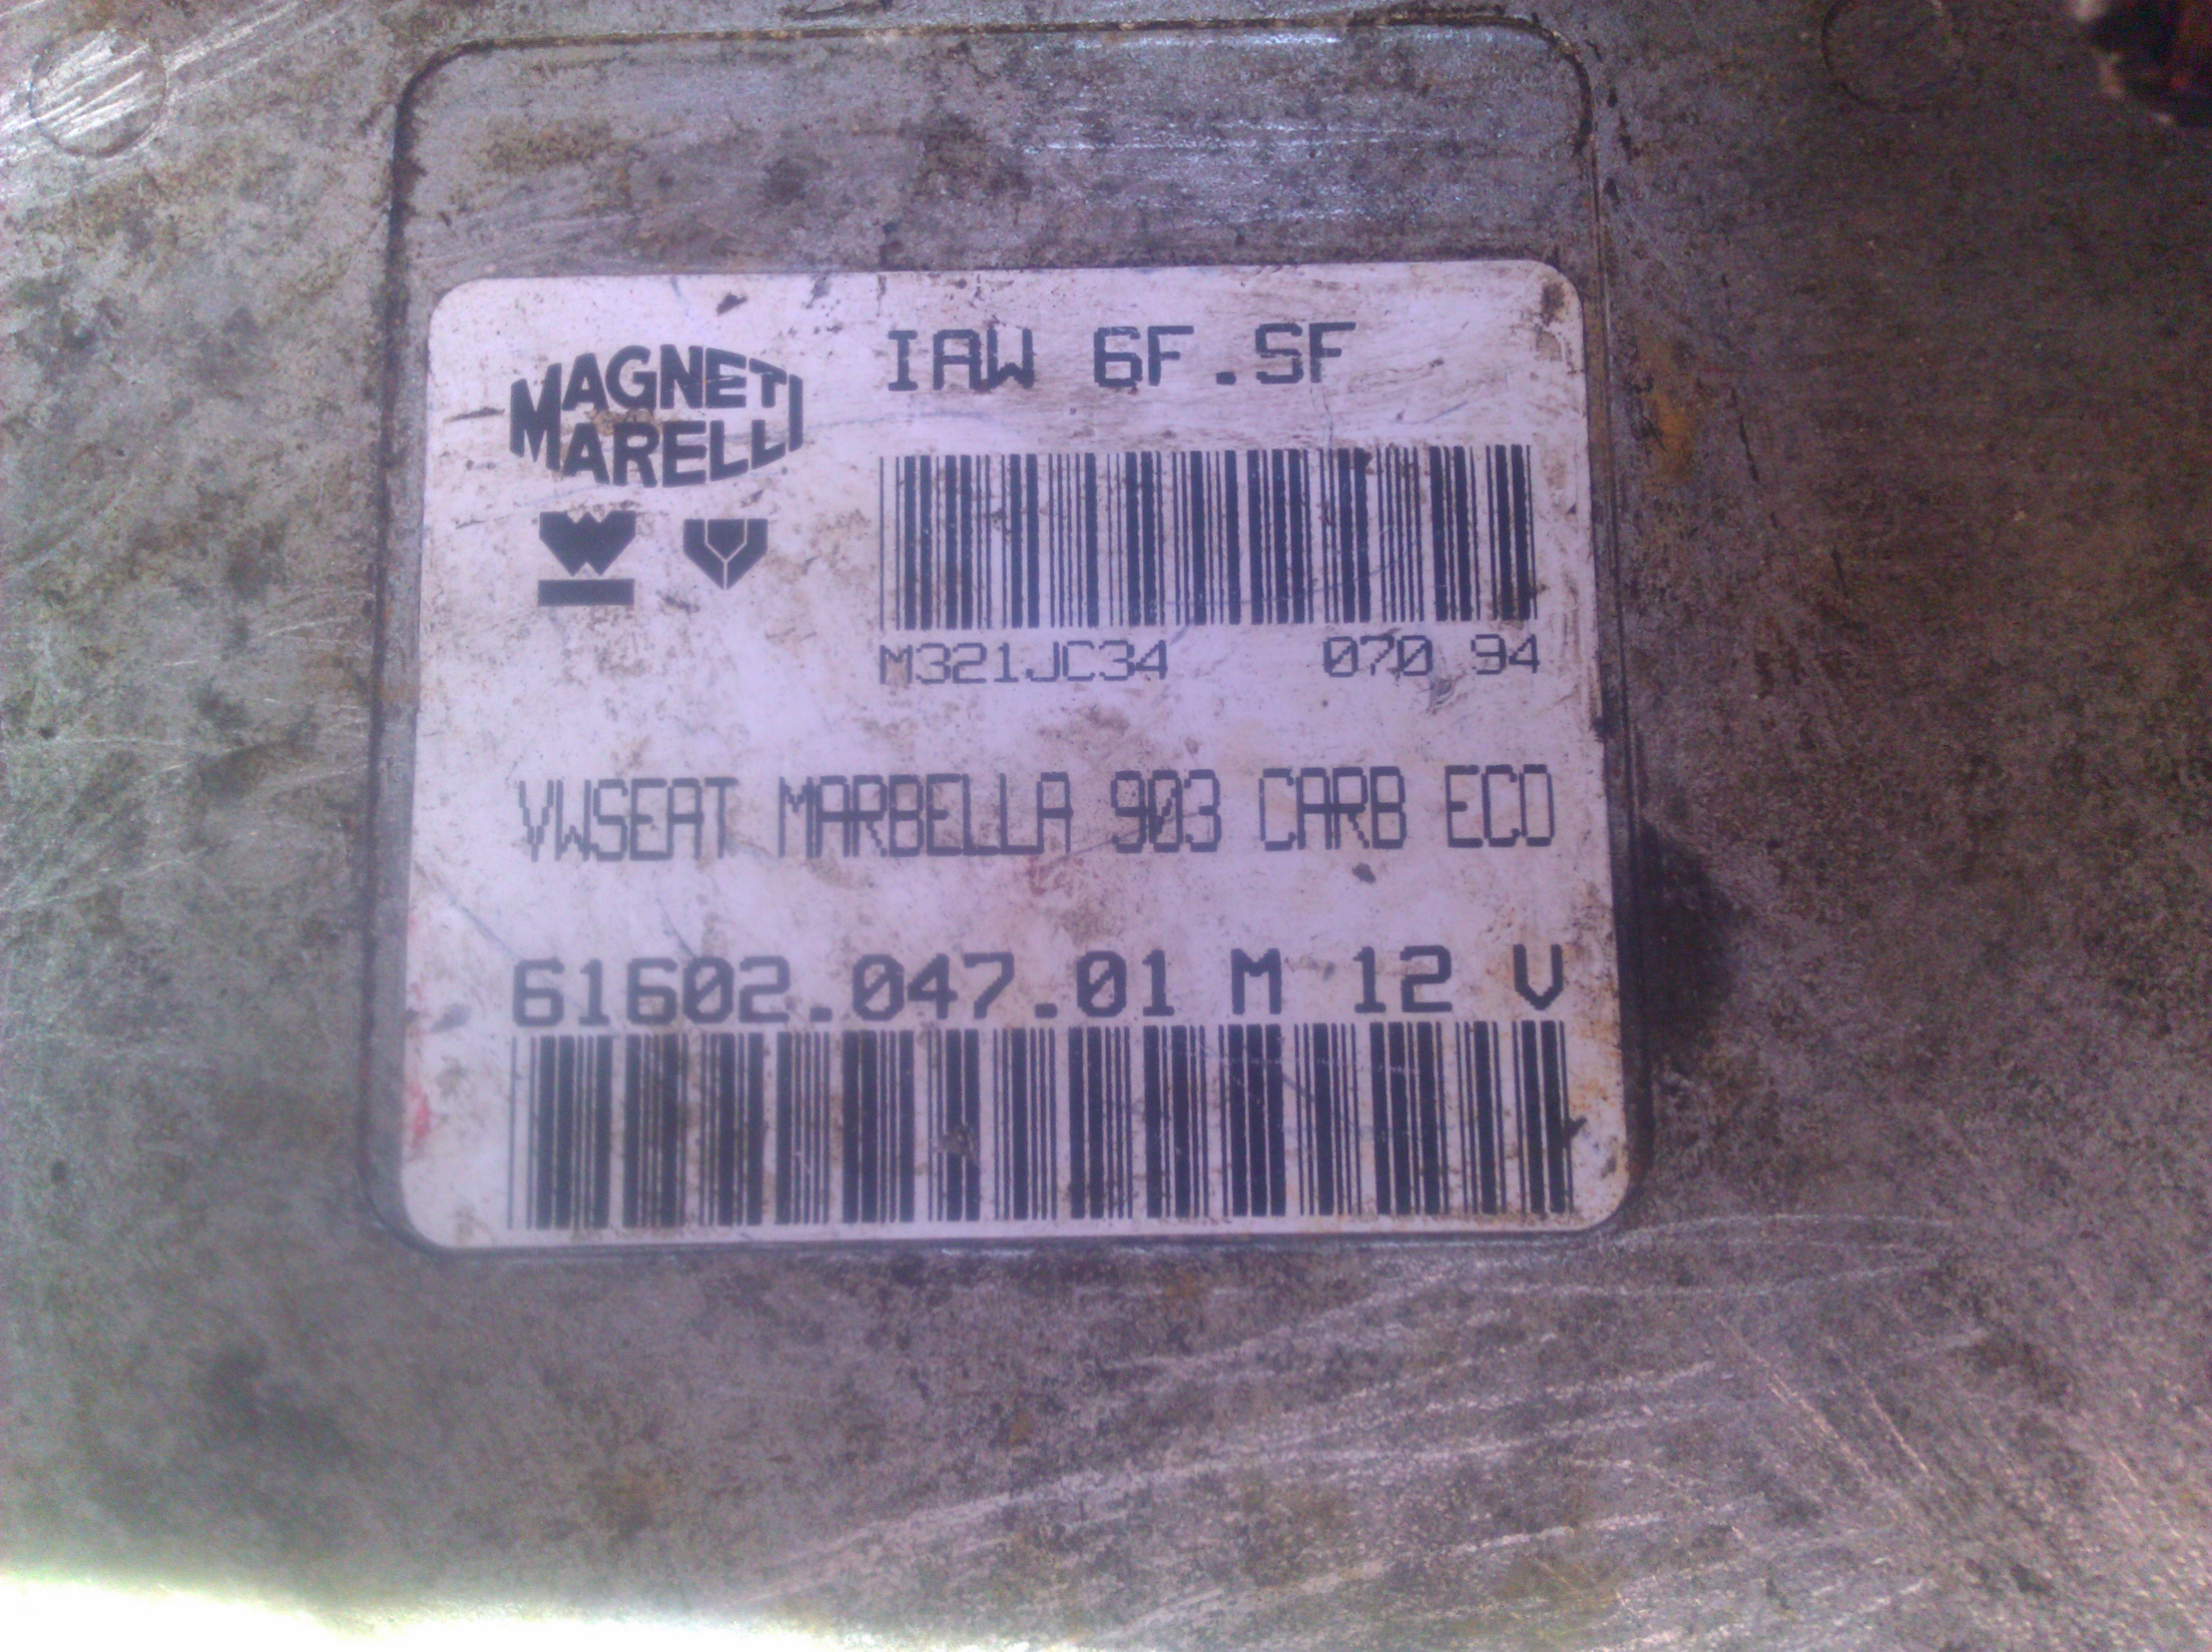 MAGNETI
MARELLI
IAW 6F.SF
M321JC34 070 94
VWSEAT MARBELLA 903 CARB ECO
61602.047.01 M 12 V